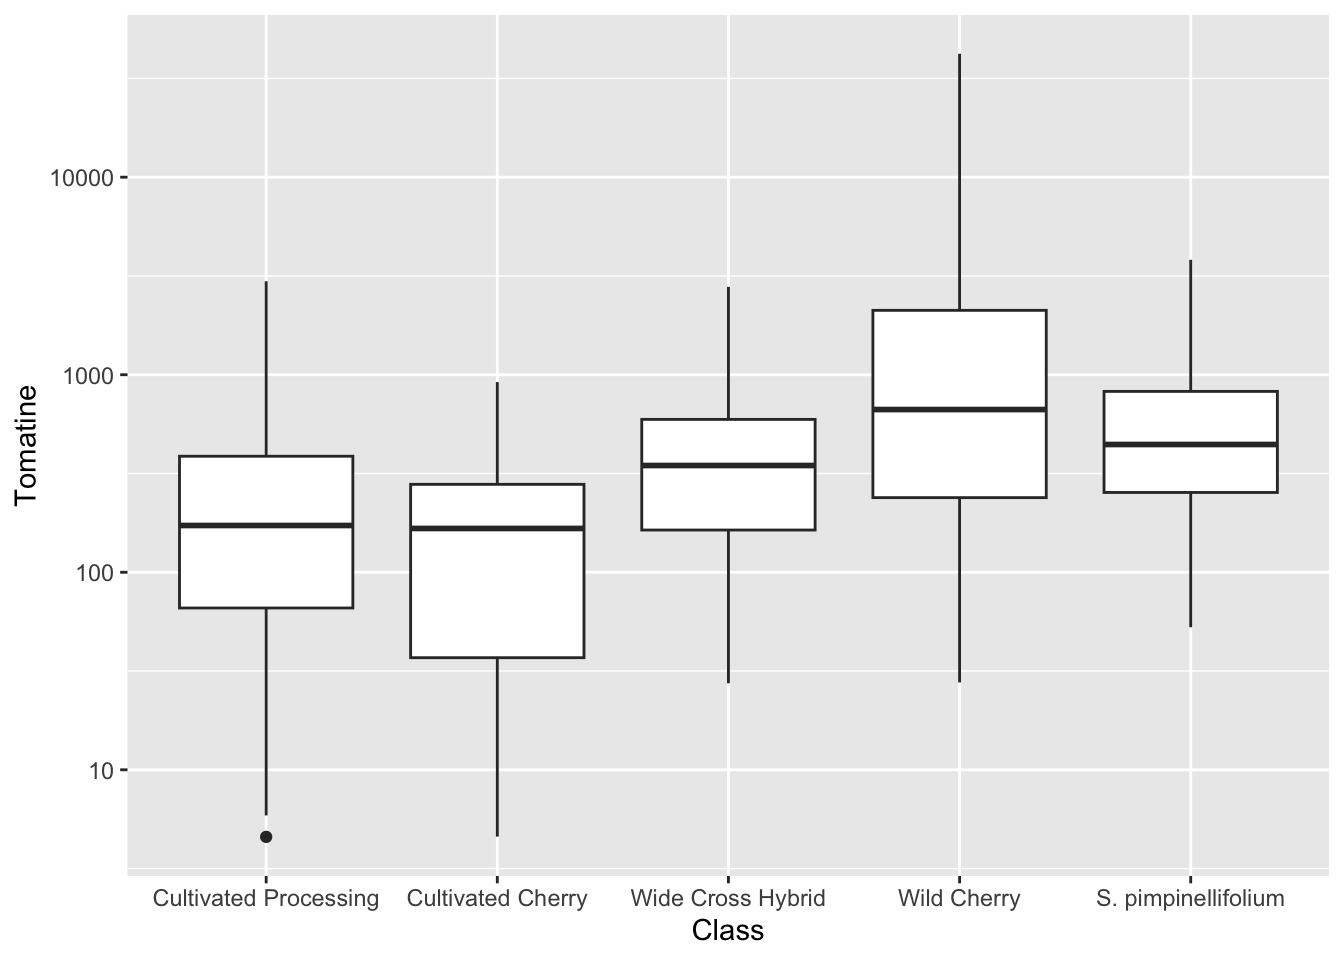 Tomatine
10000
1000
100
10
Cultivated Processing
Cultivated Cherry
Wide Cross Hybrid
Wild Cherry
S. pimpinellifolium
Class